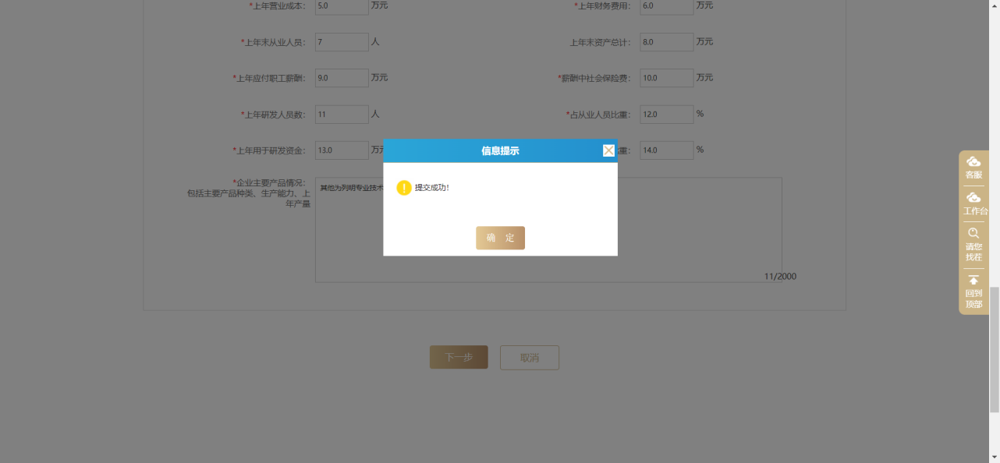 *上年营业成本： 5.0 万元 *上年财务费用： 6.0 万元
*上年末从业人员： 7 人 上年末资产总计： 8.0 万元
*上年应付职工薪酬： 9.0 万元 *薪酬中社会保险费： 10.0 万元
*上年研发人员数： 11 人 *占从业人员比重： 12.0 %
*上年用于研发资金： 13.0 万元 重： 14.0 %
*企业主要产品情况：
包括主要产品种类、生产能力、上
年产量
其他为列明专业技术
11/2000
信息提示
提交成功！
确 定
下一步 取消
客服
工作台
请您
找茬
回到
顶部